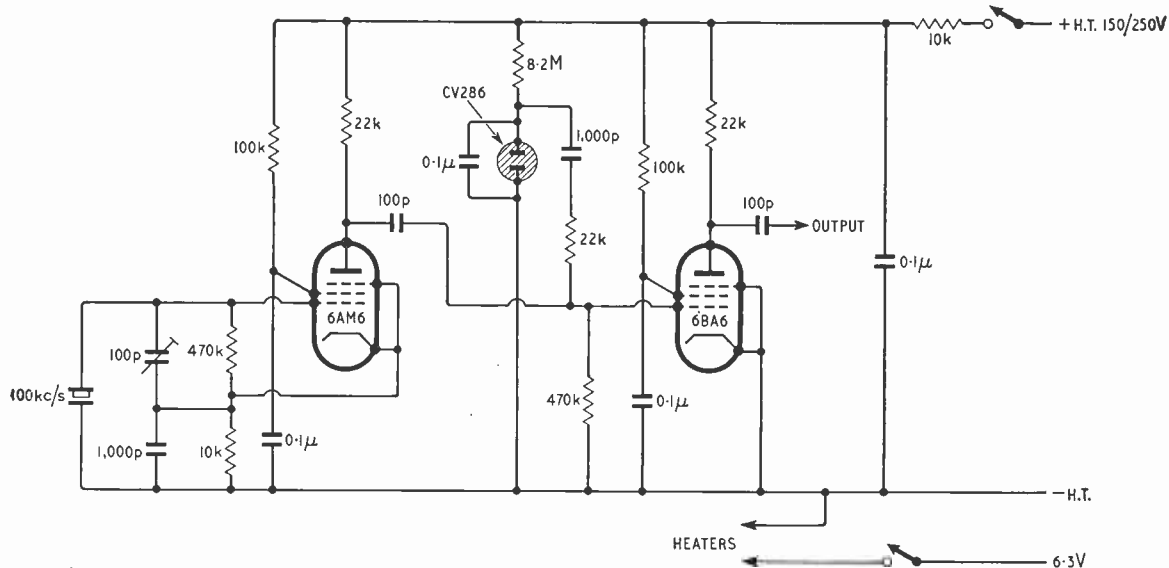 + H.T. 150/250V
10k
8·2M
CV286
22k
1,000p
22k
100k
0·1µ
100k
100p
100p
OUTPUT
22k
0·1µ
6AM6
6BA6
100p
470k
100kc/s
470k
0·1µ
1,000p
10k
0·1µ
— H.T.
HEATERS
6·3V